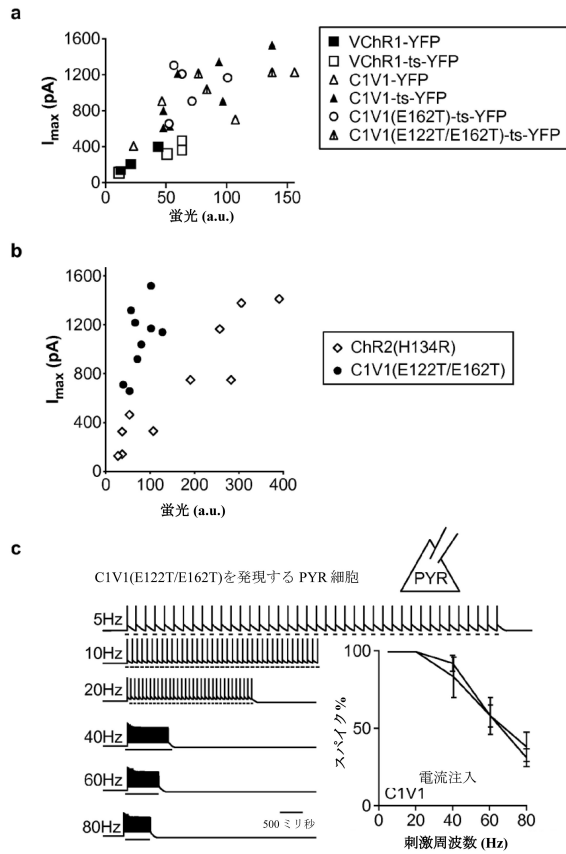 a
1600
1200
800
400
0
I_max (pA)
0
50
100
150
蛍光 (a.u.)
VChR1-YFP
VChR1-ts-YFP
C1V1-YFP
C1V1-ts-YFP
C1V1(E162T)-ts-YFP
C1V1(E122T/E162T)-ts-YFP
b
1600
1200
800
400
0
I_max (pA)
0
100
200
300
400
蛍光 (a.u.)
ChR2(H134R)
C1V1(E122T/E162T)
c
C1V1(E122T/E162T)を発現する PYR 細胞
PYR
5Hz
10Hz
20Hz
40Hz
60Hz
80Hz
500 ミリ秒
100
50
0
スパイク%
電流注入
C1V1
0
20
40
60
80
刺激周波数 (Hz)